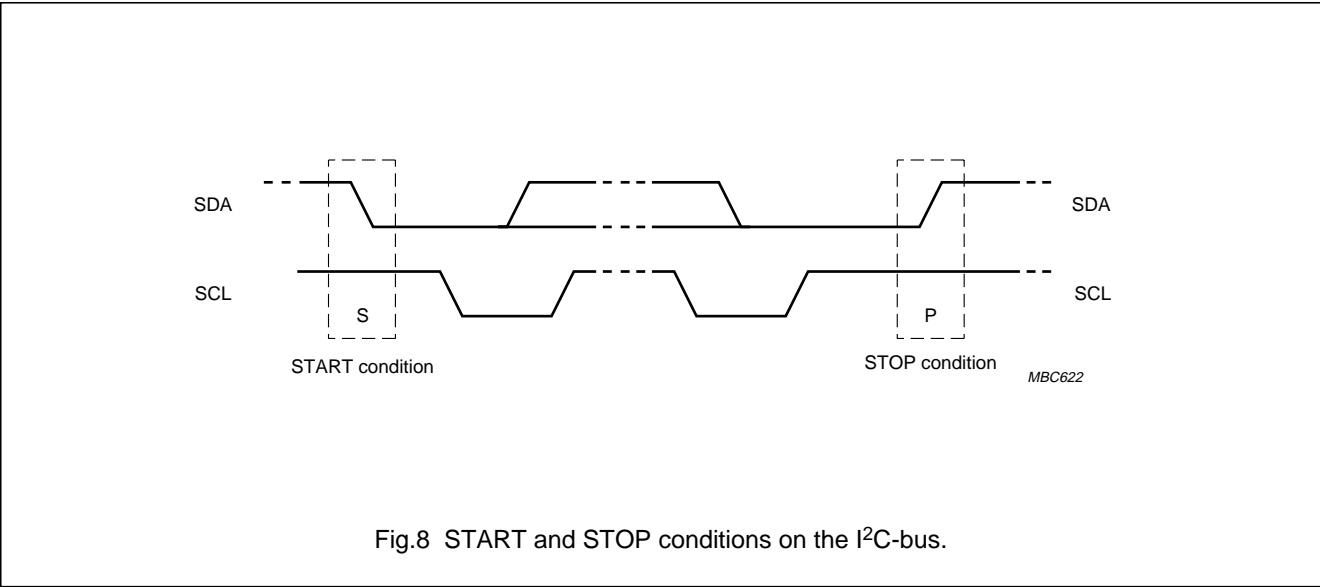 SDA
SDA
SCL
SCL
S
P
START condition
STOP condition
MBC622
Fig.8 START and STOP conditions on the I²C-bus.